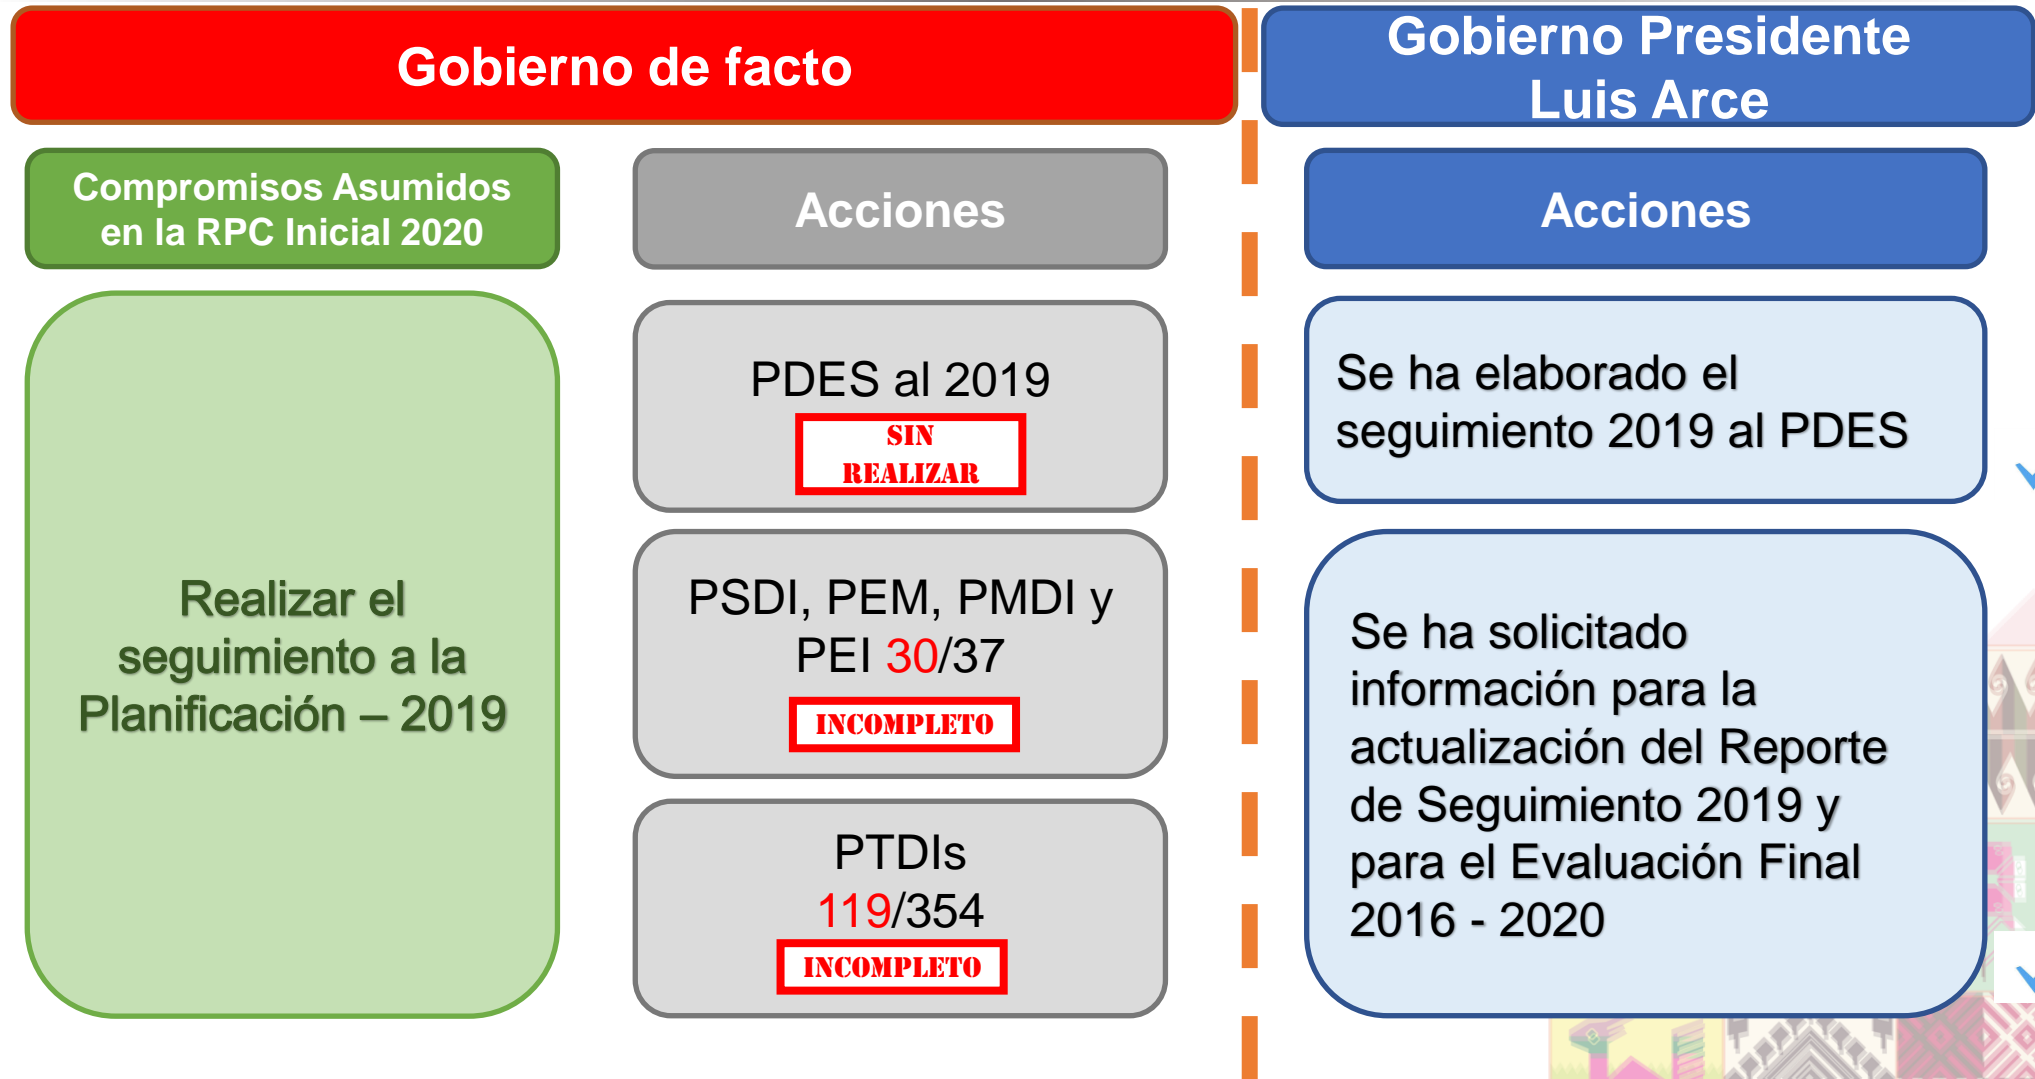 Gobierno de facto
Gobierno Presidente
Luis Arce
Compromisos Asumidos
en la RPC Inicial 2020
Acciones
Acciones
Realizar el
seguimiento a la
Planificación – 2019
PDES al 2019
SIN
REALIZAR
PSDI, PEM, PMDI y
PEI 30/37
INCOMPLETO
PTDIs
119/354
INCOMPLETO
Se ha elaborado el
seguimiento 2019 al PDES
Se ha solicitado
información para la
actualización del Reporte
de Seguimiento 2019 y
para el Evaluación Final
2016 - 2020